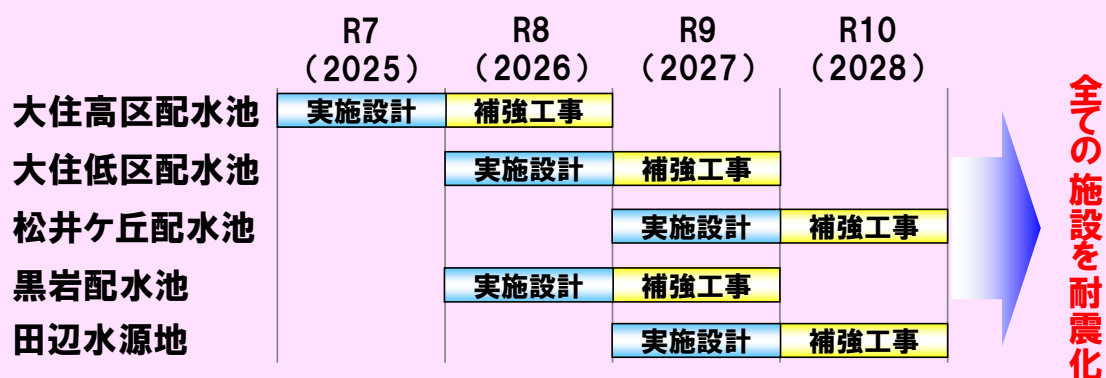 R7 R8 R9 R10
(2025) (2026) (2027) (2028)
大住高区配水池 実施設計 補強工事
大住低区配水池 実施設計 補強工事
松井ケ丘配水池 実施設計 補強工事
黒岩配水池 実施設計 補強工事
田辺水源地 実施設計 補強工事
全ての施設を耐震化